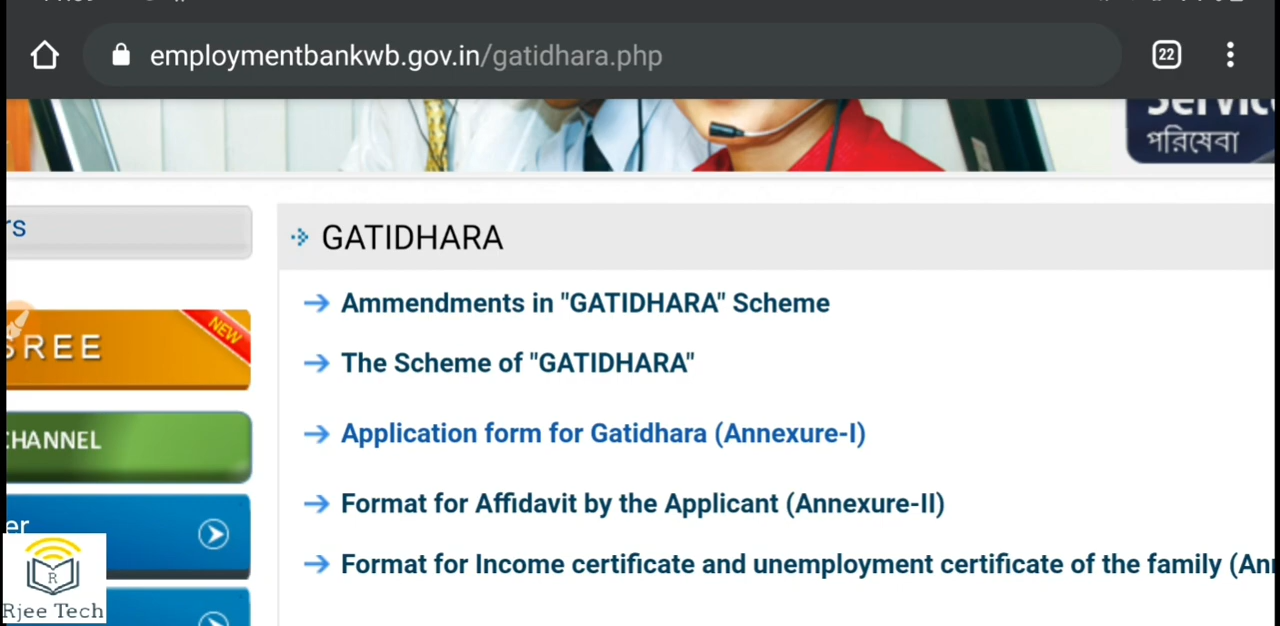 employmentbankwb.gov.in/gatidhara.php
22
পরিষেবা
rs
GATIDHARA
Ammendments in "GATIDHARA" Scheme
NEW
SREE
The Scheme of "GATIDHARA"
CHANNEL
Application form for Gatidhara (Annexure-I)
Format for Affidavit by the Applicant (Annexure-II)
er
Format for Income certificate and unemployment certificate of the family (An
R
Rjee Tech